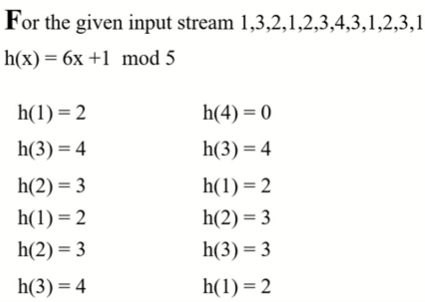 For the given input stream 1,3,2,1,2,3,4,3,1,2,3,1
h(x) = 6x +1 mod 5
h(1) = 2
h(3) = 4
h(2) = 3
h(1) = 2
h(2) = 3
h(3) = 4
h(4) = 0
h(3) = 4
h(1) = 2
h(2) = 3
h(3) = 3
h(1) = 2